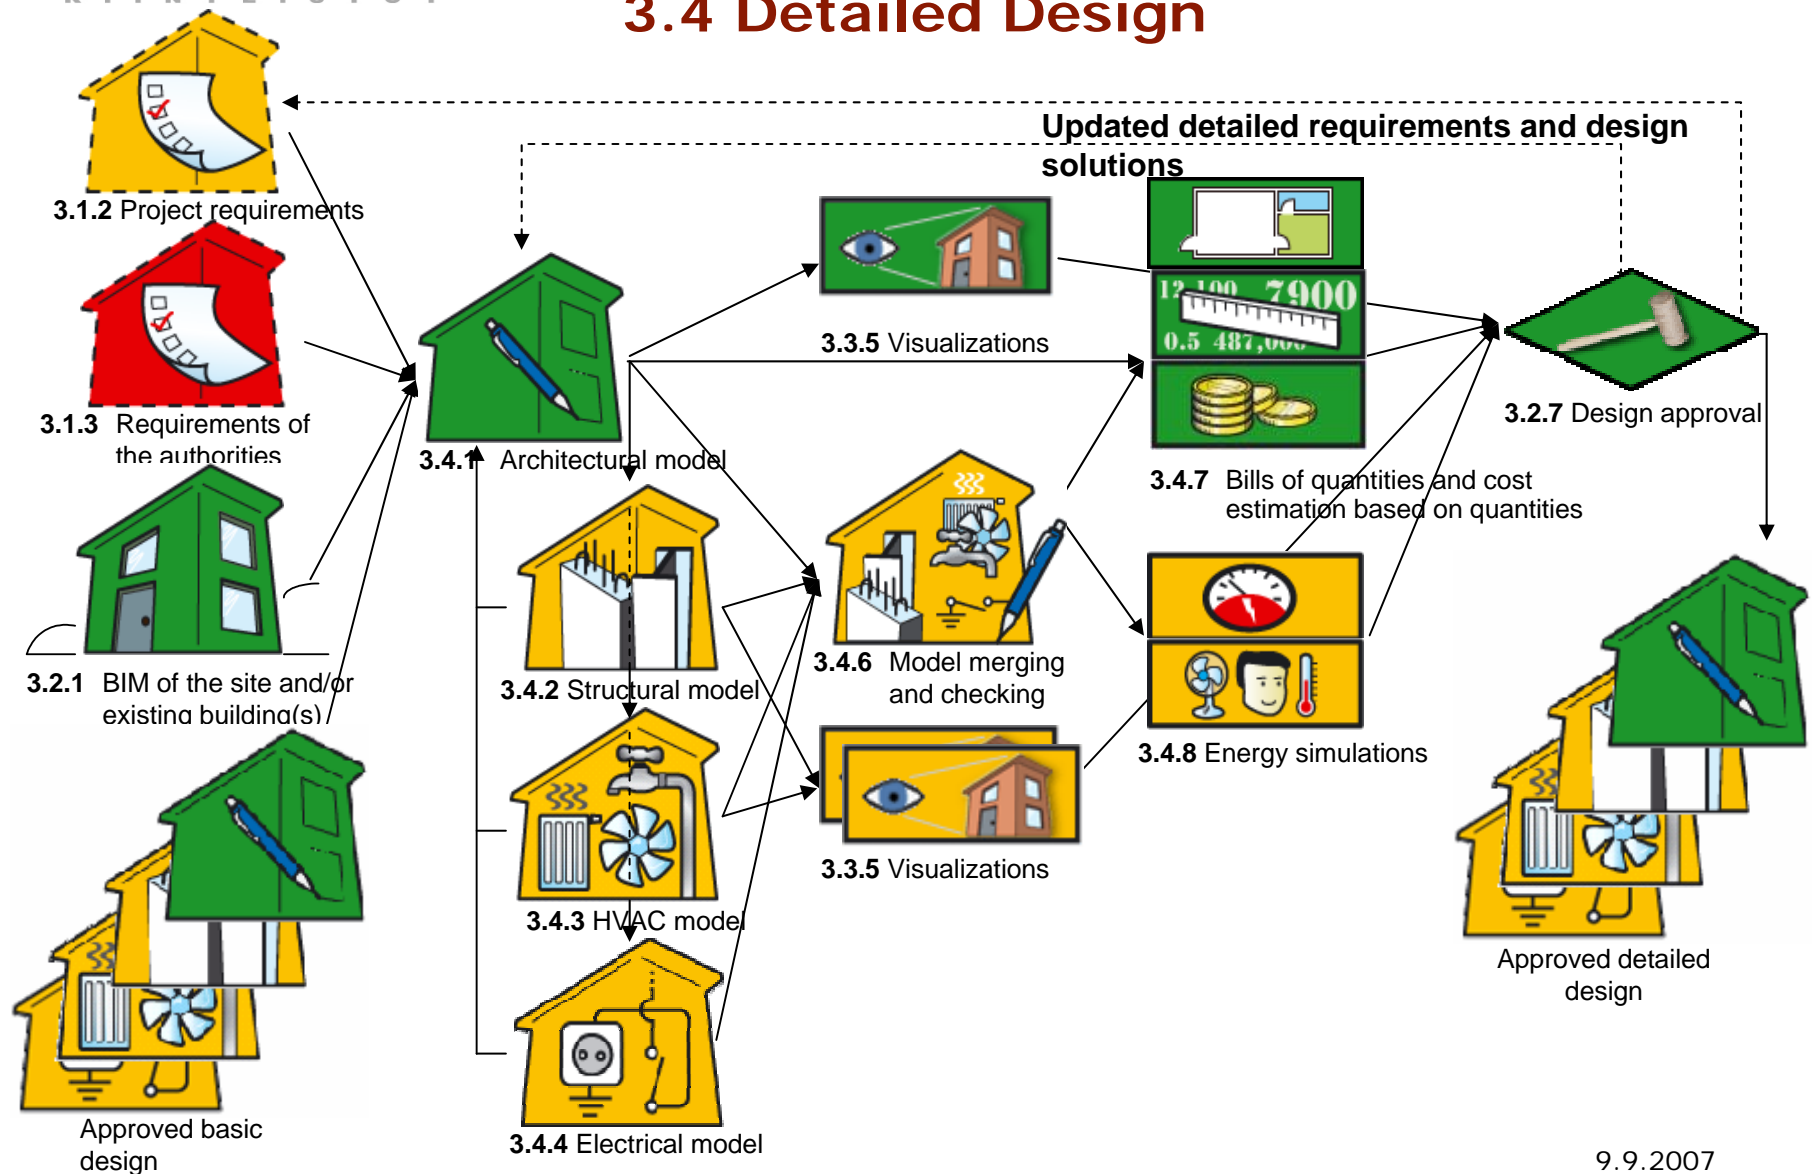 3.4 Detailed Design
Updated detailed requirements and design
solutions
3.1.2 Project requirements
3.1.3 Requirements of
the authorities
3.2.1 BIM of the site and/or
existing building(s)
Approved basic
design
3.4.1 Architectural model
3.4.2 Structural model
3.4.3 HVAC model
3.4.4 Electrical model
3.3.5 Visualizations
3.4.6 Model merging
and checking
3.3.5 Visualizations
7900
0.5 487,000
3.4.7 Bills of quantities and cost
estimation based on quantities
3.4.8 Energy simulations
3.2.7 Design approval
Approved detailed
design
9.9.2007